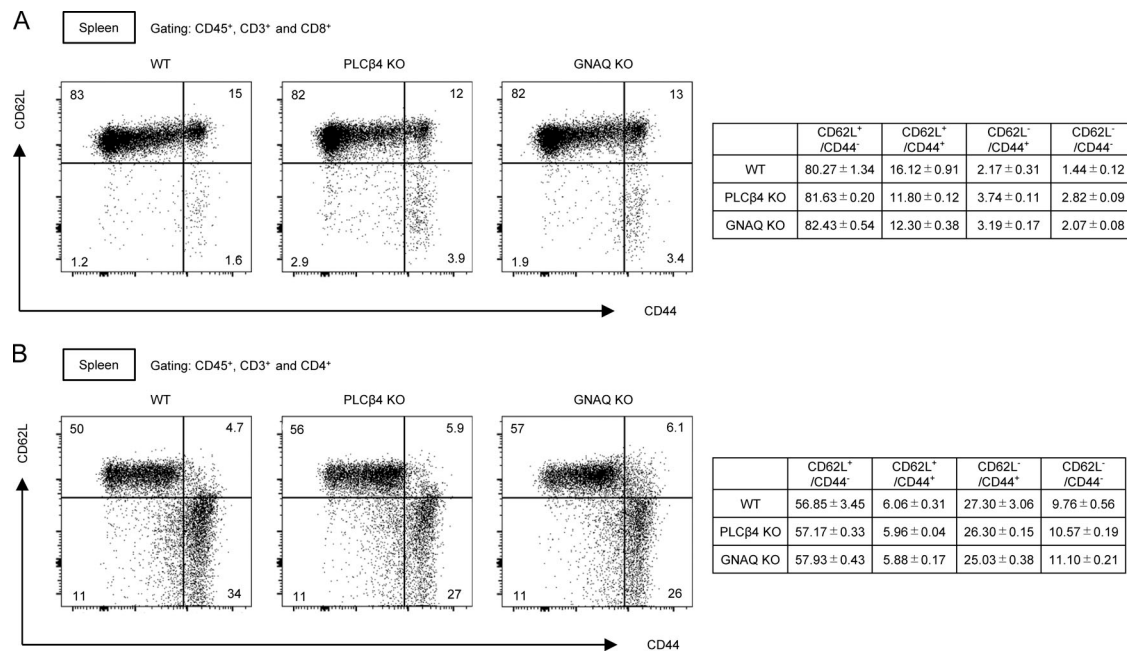 A
Spleen Gating: CD45⁺, CD3⁺ and CD8⁺
WT PLCβ4 KO GNAQ KO
CD62L
83 15 82 12 82 13
1.2 1.6 2.9 3.9 1.9 3.4
CD44
CD62L⁺ CD62L⁺ CD62L⁻ CD62L⁻
/CD44⁻ /CD44⁺ /CD44⁺ /CD44⁻
WT 80.27 ± 1.34 16.12 ± 0.91 2.17 ± 0.31 1.44 ± 0.12
PLCβ4 KO 81.63 ± 0.20 11.80 ± 0.12 3.74 ± 0.11 2.82 ± 0.09
GNAQ KO 82.43 ± 0.54 12.30 ± 0.38 3.19 ± 0.17 2.07 ± 0.08
B
Spleen Gating: CD45⁺, CD3⁺ and CD4⁺
WT PLCβ4 KO GNAQ KO
CD62L
50 4.7 56 5.9 57 6.1
11 34 11 27 11 26
CD44
CD62L⁺ CD62L⁺ CD62L⁻ CD62L⁻
/CD44⁻ /CD44⁺ /CD44⁺ /CD44⁻
WT 56.85 ± 3.45 6.06 ± 0.31 27.30 ± 3.06 9.76 ± 0.56
PLCβ4 KO 57.17 ± 0.33 5.96 ± 0.04 26.30 ± 0.15 10.57 ± 0.19
GNAQ KO 57.93 ± 0.43 5.88 ± 0.17 25.03 ± 0.38 11.10 ± 0.21